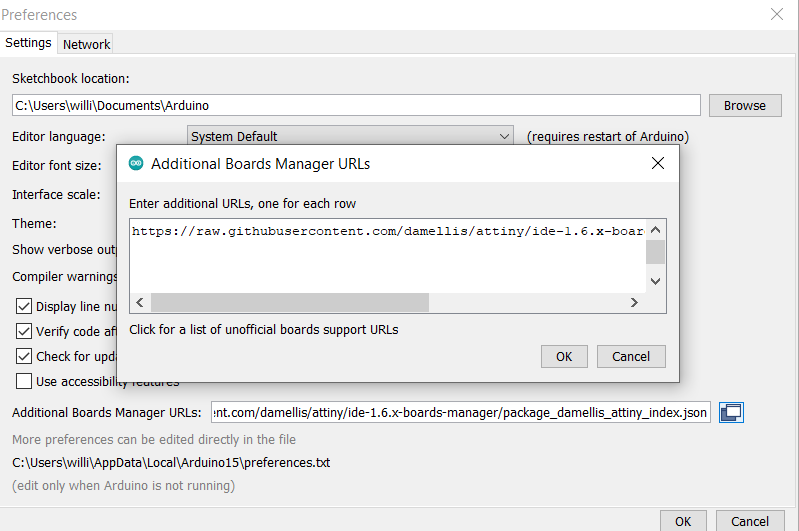 Preferences
Settings Network
Sketchbook location:
C:\Users\willi\Documents\Arduino Browse
Editor language: System Default (requires restart of Arduino)
Editor font size:
Additional Boards Manager URLs
Interface scale:
Enter additional URLs, one for each row
Theme:
https://raw.githubusercontent.com/damellis/attiny/ide-1.6.x-boar
Show verbose out
Compiler warnings
Display line nu
Verify code af
Click for a list of unofficial boards support URLs
Check for upda
OK Cancel
Use accessibility features
Additional Boards Manager URLs: ent.com/damellis/attiny/ide-1.6.x-boards-manager/package_damellis_attiny_index.json
More preferences can be edited directly in the file
C:\Users\willi\AppData\Local\Arduino15\preferences.txt
(edit only when Arduino is not running)
OK Cancel